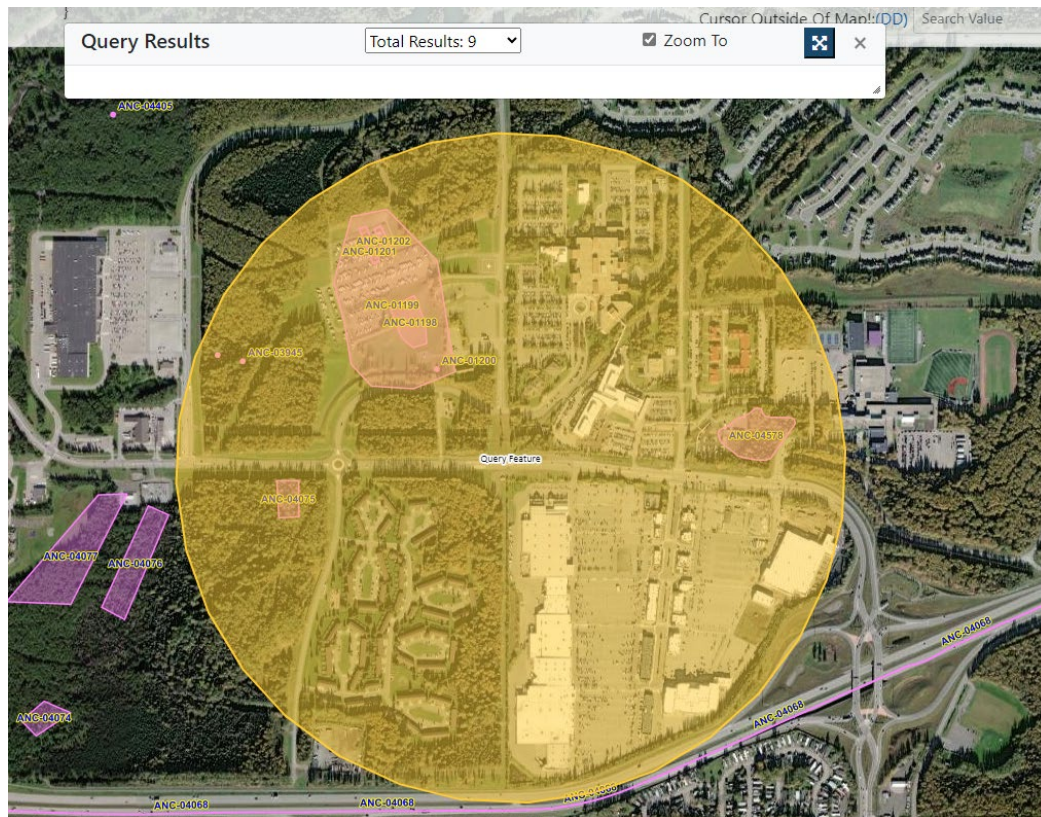 Cursor Outside Of Map!:(DD) Search Value
Query Results
Total Results: 9
Zoom To
ANC-04405
ANC-01202
ANC-01201
ANC-01199
ANC-01198
ANC-03945
ANC-01200
ANC-04578
Query Feature
ANC-04075
ANC-04077
ANC-04076
ANC-04068
ANC-04074
ANC-04068
ANC-04068
ANC-04068
ANC-04068